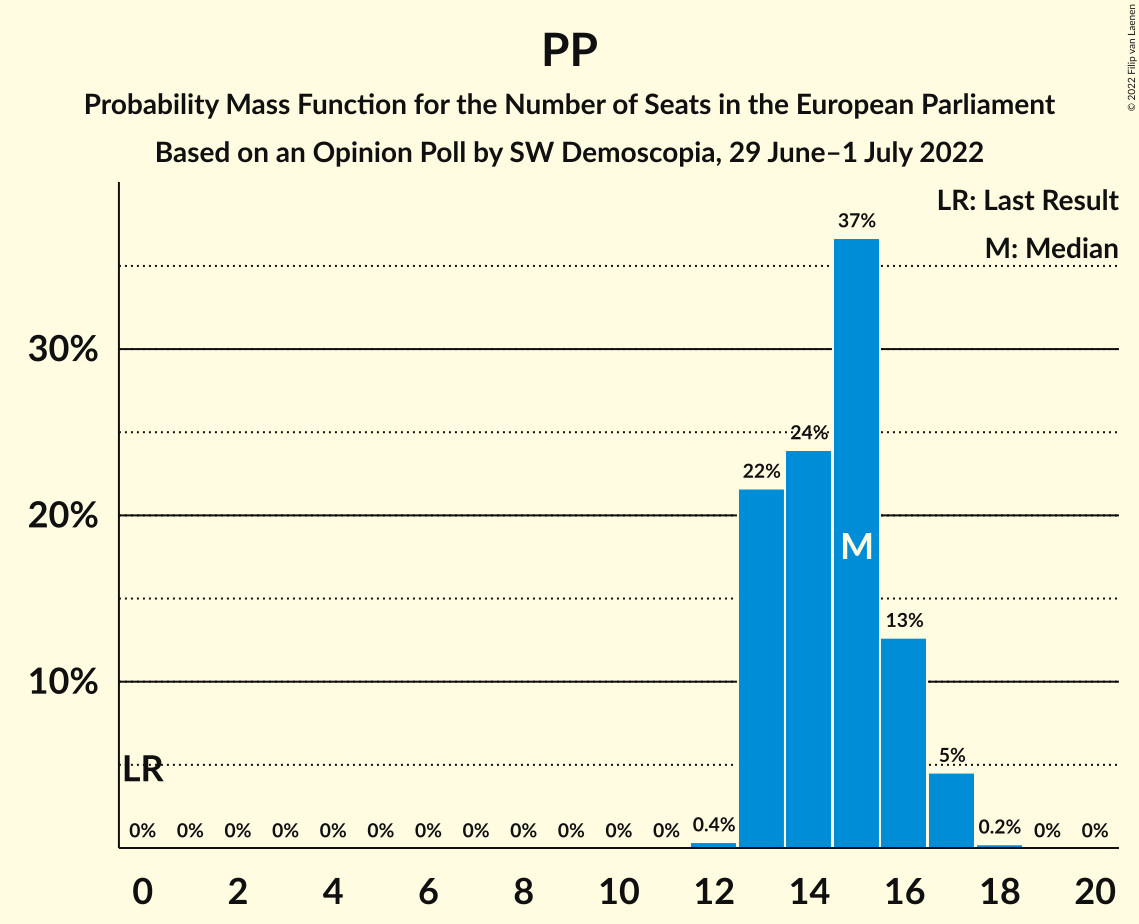 PP
Probability Mass Function for the Number of Seats in the European Parliament
Based on an Opinion Poll by SW Demoscopia, 29 June–1 July 2022
© 2022 Filip van Laenen
LR: Last Result
M: Median
37%
30%
24%
22%
20%
M
13%
10%
5%
LR
0% 0% 0% 0% 0% 0% 0% 0% 0% 0% 0% 0% 0.4% 0.2% 0% 0%
0 2 4 6 8 10 12 14 16 18 20